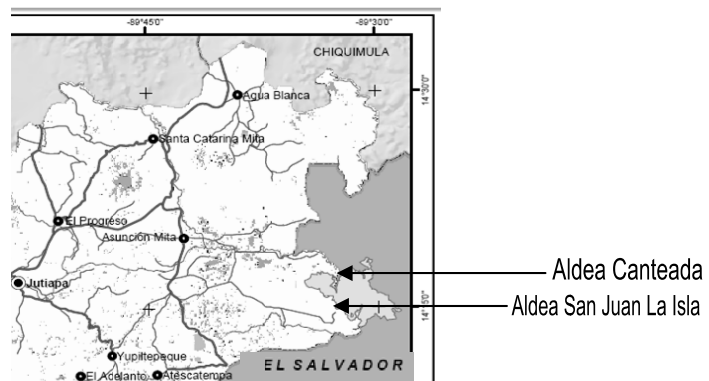 -89°45'0"
-89°30'0"
CHIQUIMULA
14°30'0"
Agua Blanca
Santa Catarina Mita
El Progreso
Asunción Mita
Aldea Canteada
Jutiapa
Aldea San Juan La Isla
14°15'0"
Yupiltepeque
EL SALVADOR
El Adelanto
Atescatempa